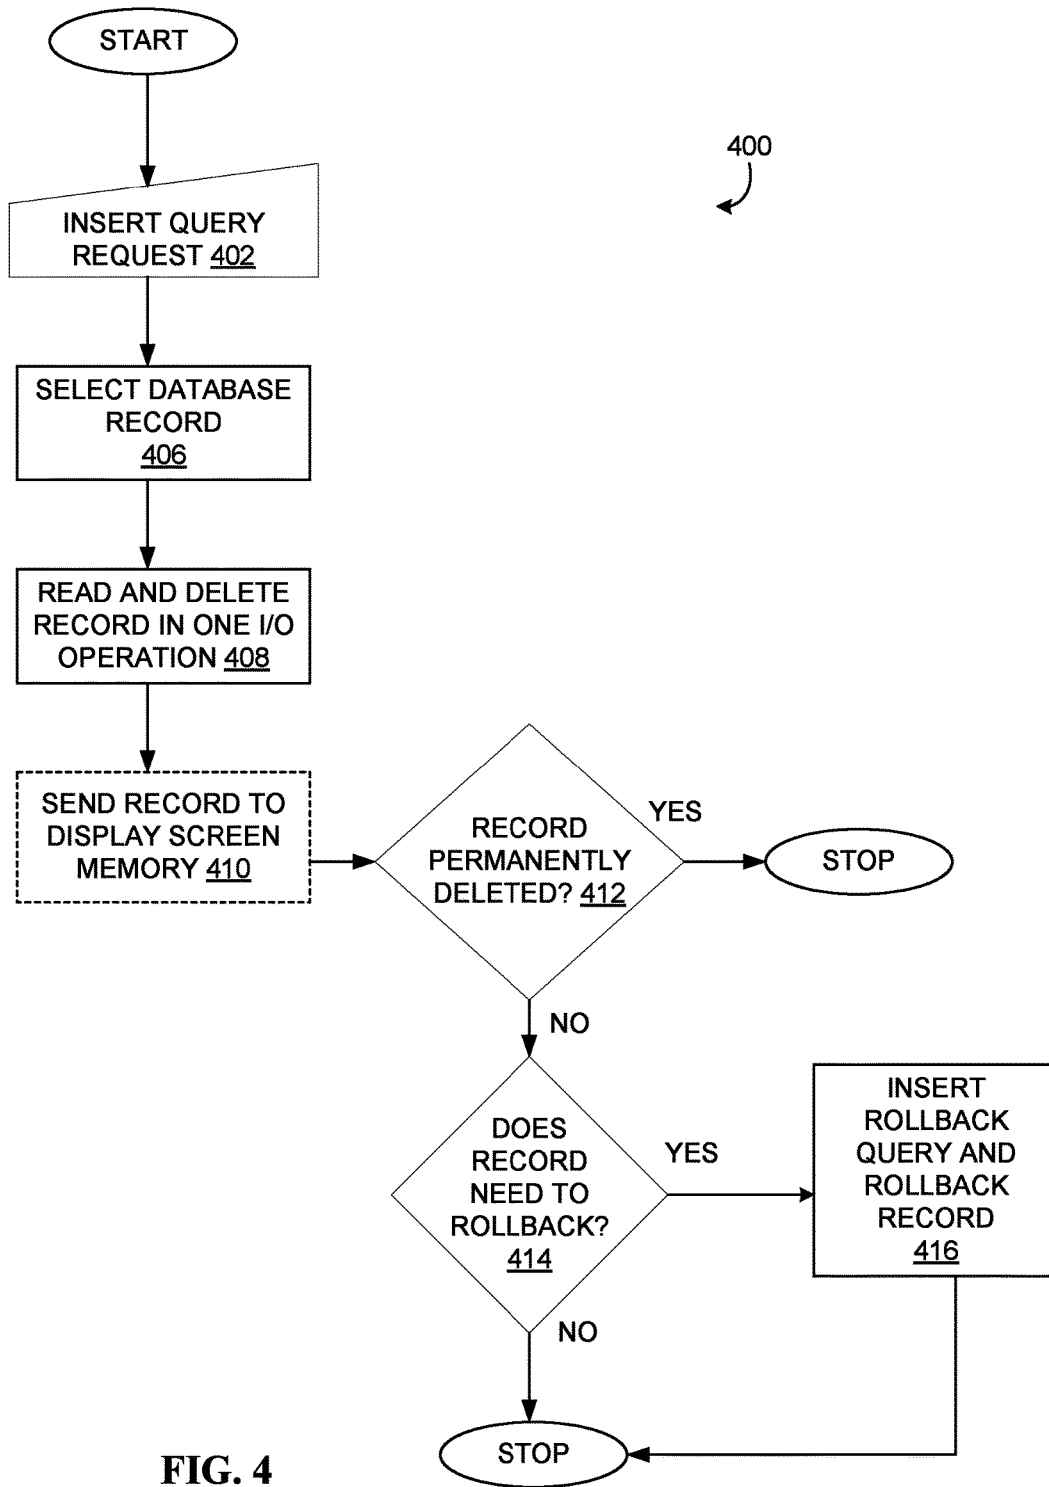 START
400
INSERT QUERY
REQUEST 402
SELECT DATABASE
RECORD
406
READ AND DELETE
RECORD IN ONE I/O
OPERATION 408
SEND RECORD TO
DISPLAY SCREEN
MEMORY 410
RECORD
PERMANENTLY
DELETED? 412
YES
STOP
NO
DOES
RECORD
NEED TO
ROLLBACK?
414
YES
INSERT
ROLLBACK
QUERY AND
ROLLBACK
RECORD
416
NO
STOP
FIG. 4